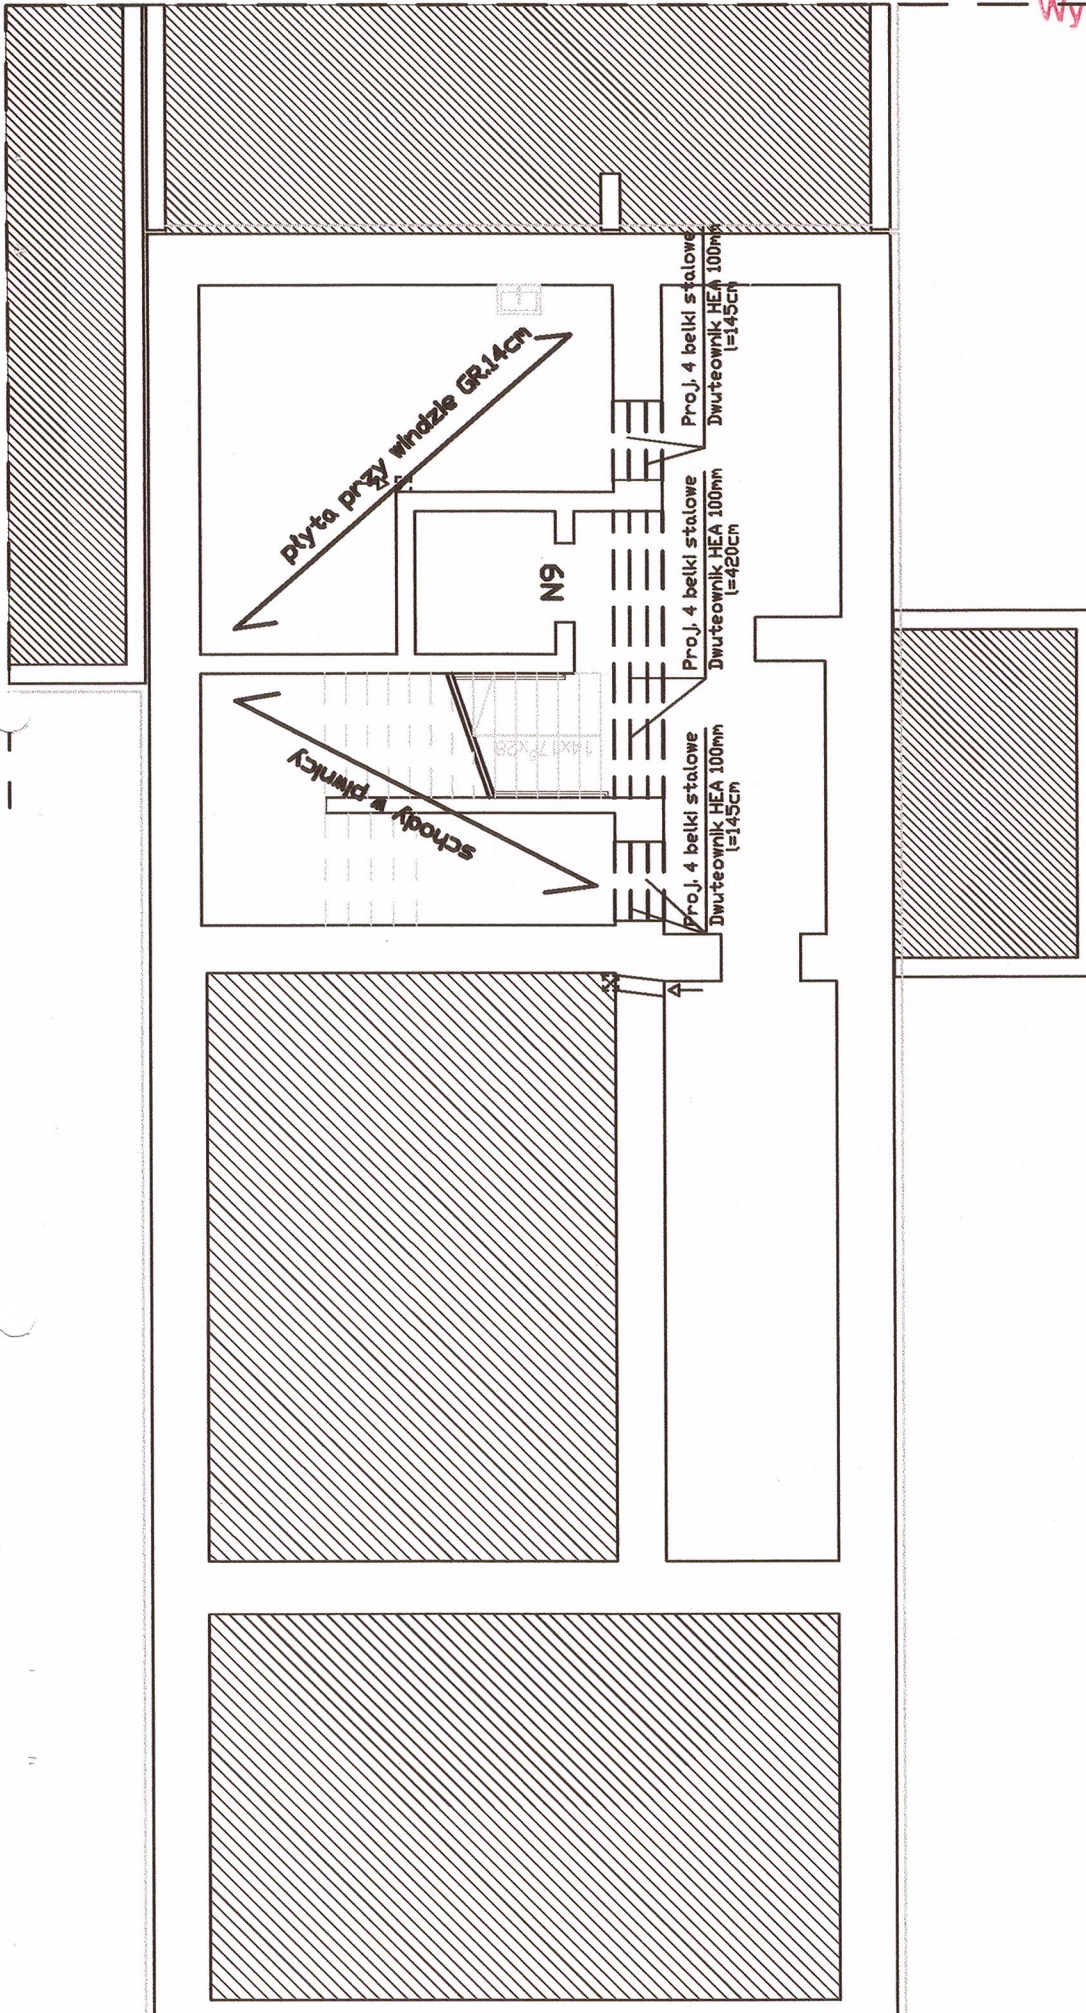 Wy
płyta przy windzie GR.14cm
Proj. 4 belki stalowe
Dwuteownik HEA 100mm
l=145cm
N9
Proj. 4 belki stalowe
Dwuteownik HEA 100mm
l=420cm
14x17⁵x28
schody w piwnicy
Proj. 4 belki stalowe
Dwuteownik HEA 100mm
l=145cm